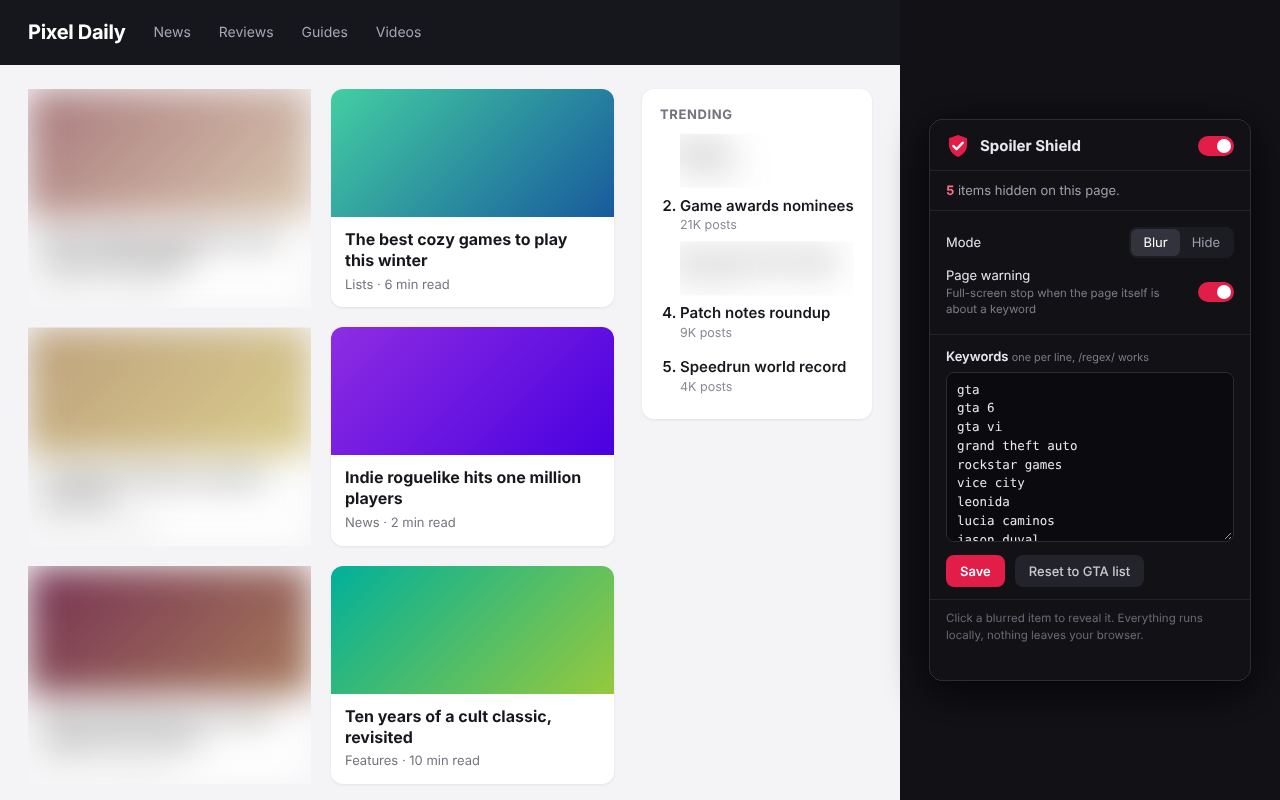 Pixel Daily
News
Reviews
Guides
Videos
The best cozy games to play
this winter
Lists · 6 min read
Indie roguelike hits one million
players
News · 2 min read
Ten years of a cult classic,
revisited
Features · 10 min read
TRENDING
2. Game awards nominees
21K posts
4. Patch notes roundup
9K posts
5. Speedrun world record
4K posts
Spoiler Shield
5 items hidden on this page.
Mode
Blur
Hide
Page warning
Full-screen stop when the page itself is
about a keyword
Keywords one per line, /regex/ works
gta
gta 6
gta vi
grand theft auto
rockstar games
vice city
leonida
lucia caminos
jason duval
Save
Reset to GTA list
Click a blurred item to reveal it. Everything runs
locally, nothing leaves your browser.